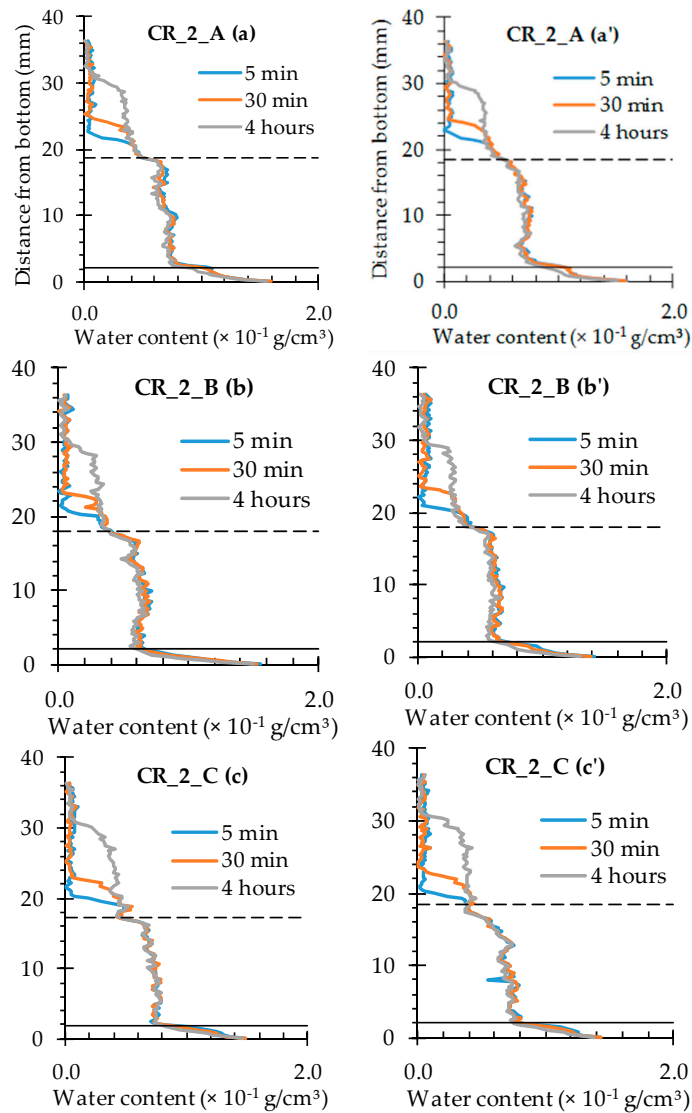 CR_2_A (a)
Distance from bottom (mm)
40
30
20
10
0
5 min
30 min
4 hours
0.0
2.0
Water content (× 10-1 g/cm³)
CR_2_A (a')
Distance from bottom (mm)
40
30
20
10
0
5 min
30 min
4 hours
0.0
2.0
Water content (× 10-1 g/cm³)
CR_2_B (b)
40
30
20
10
0
5 min
30 min
4 hours
0.0
2.0
Water content (× 10-1 g/cm³)
CR_2_B (b')
40
30
20
10
0
5 min
30 min
4 hours
0.0
2.0
Water content (× 10-1 g/cm³)
CR_2_C (c)
40
30
20
10
0
5 min
30 min
4 hours
0.0
2.0
Water content (× 10-1 g/cm³)
CR_2_C (c')
40
30
20
10
0
5 min
30 min
4 hours
0.0
2.0
Water content (× 10-1 g/cm³)